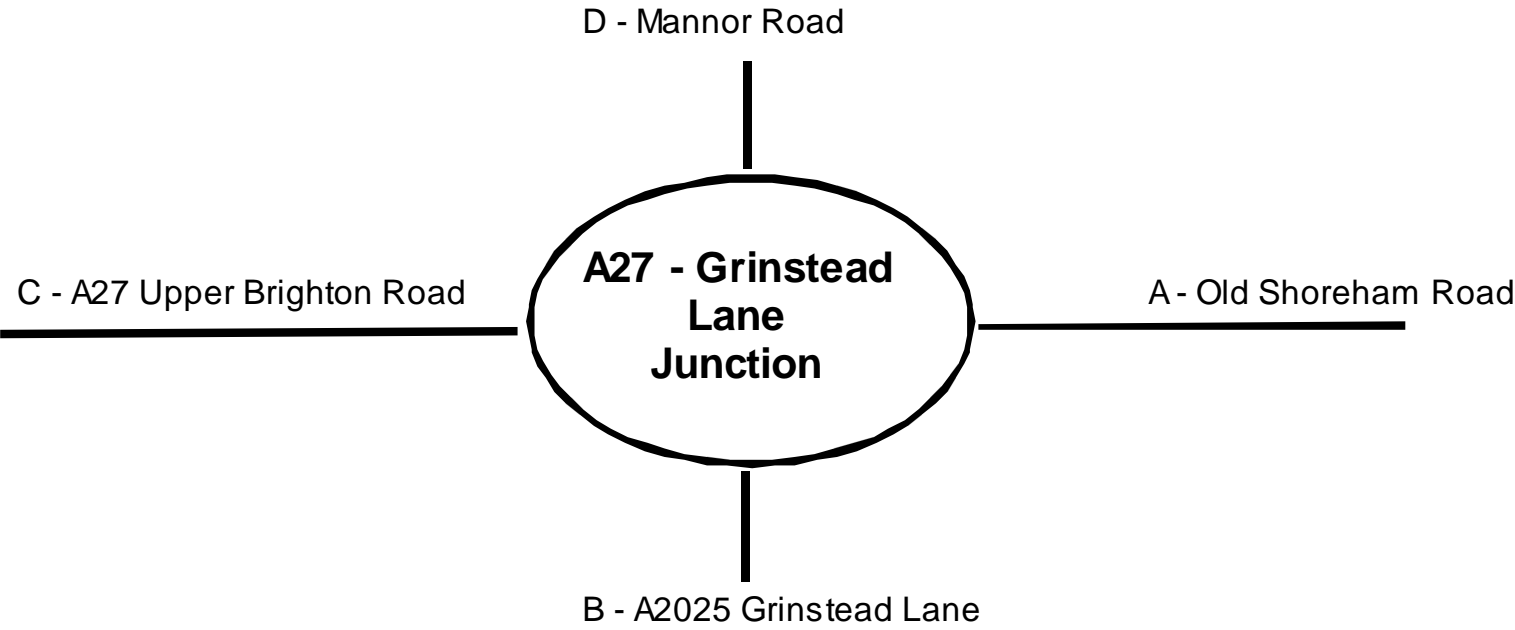 D - Mannor Road
A27 - Grinstead
Lane
Junction
C - A27 Upper Brighton Road
A - Old Shoreham Road
B - A2025 Grinstead Lane